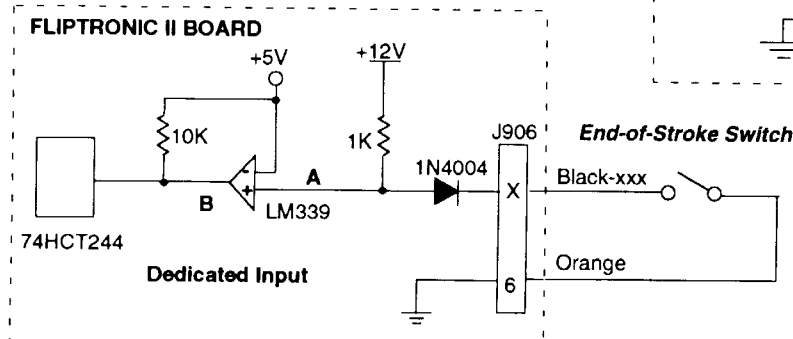 FLIPTRONIC II BOARD
+5V
+12V
10K
1K
J906
End-of-Stroke Switch
1N4004
A
-
+
B
LM339
X
Black-xxx
74HCT244
Dedicated Input
Orange
6